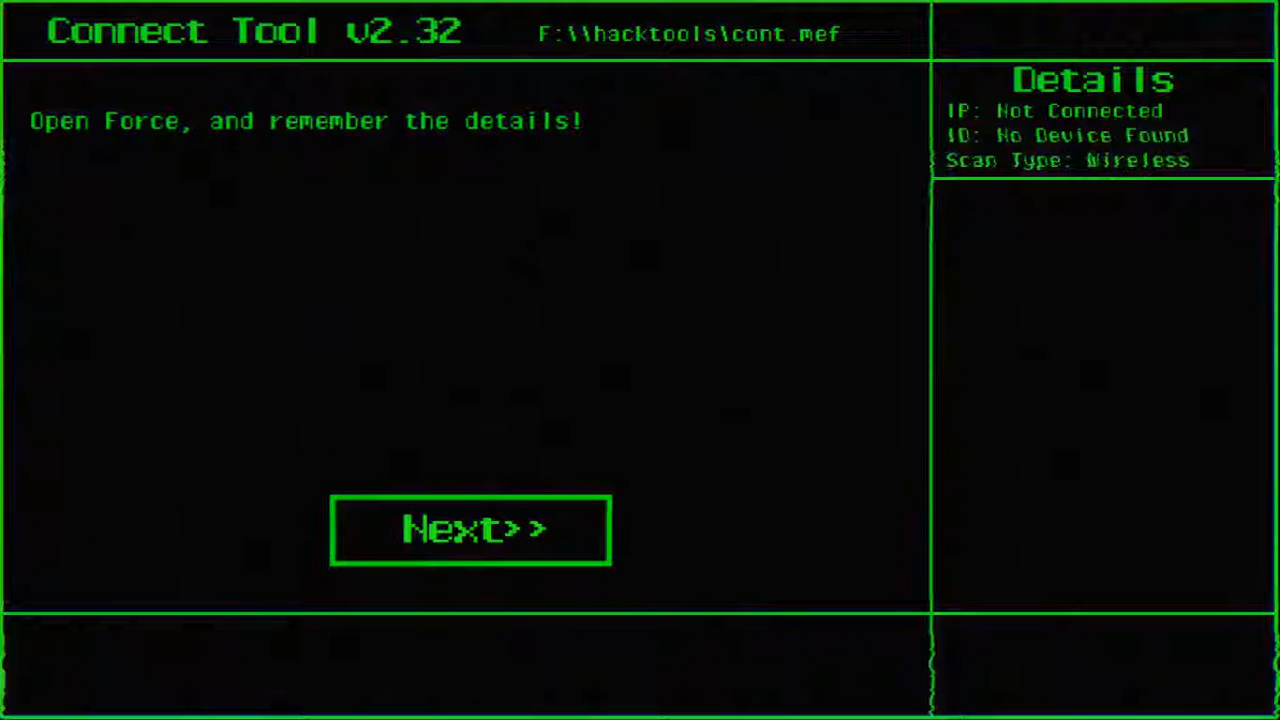 Connect Tool v2.32
F:\\hacktools\cont.mef
Details
IP: Not Connected
ID: No Device Found
Scan Type: Wireless
Open Force, and remember the details!
Next>>